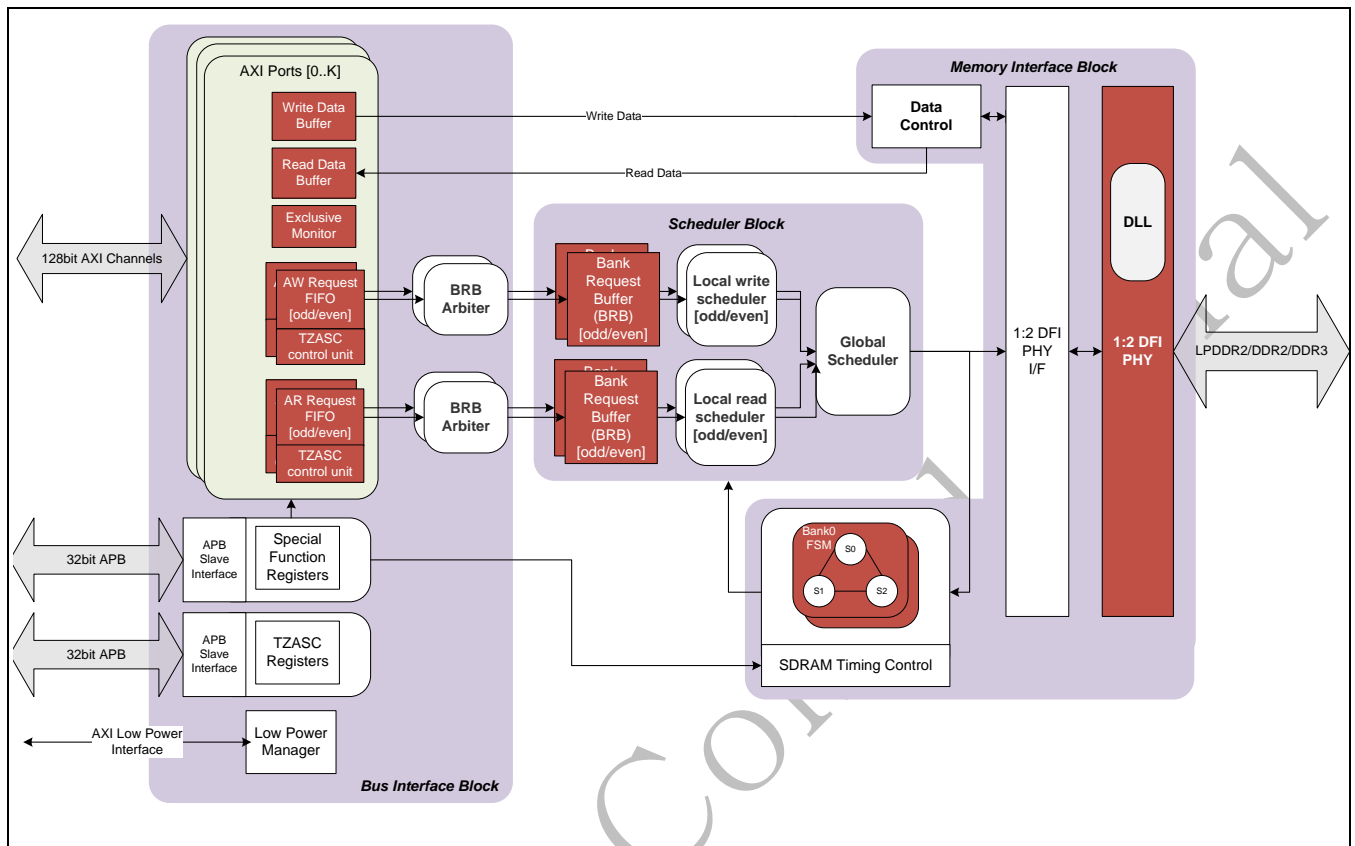 AXI Ports [0..K]
Write Data
Buffer
Read Data
Buffer
Exclusive
Monitor
AW Request
FIFO
[odd/even]
TZASC
control unit
AR Request
FIFO
[odd/even]
TZASC
control unit
128bit AXI Channels
BRB
Arbiter
BRB
Arbiter
Write Data
Read Data
Memory Interface Block
Data
Control
Scheduler Block
Bank
Request
Buffer
(BRB)
[odd/even]
Local write
scheduler
[odd/even]
Bank
Request
Buffer
(BRB)
[odd/even]
Local read
scheduler
[odd/even]
Global
Scheduler
1:2 DFI
PHY
I/F
DLL
1:2 DFI
PHY
LPDDR2/DDR2/DDR3
32bit APB
APB
Slave
Interface
Special
Function
Registers
32bit APB
APB
Slave
Interface
TZASC
Registers
Bank0
FSM
S0
S1
S2
SDRAM Timing Control
AXI Low Power
Interface
Low Power
Manager
Bus Interface Block